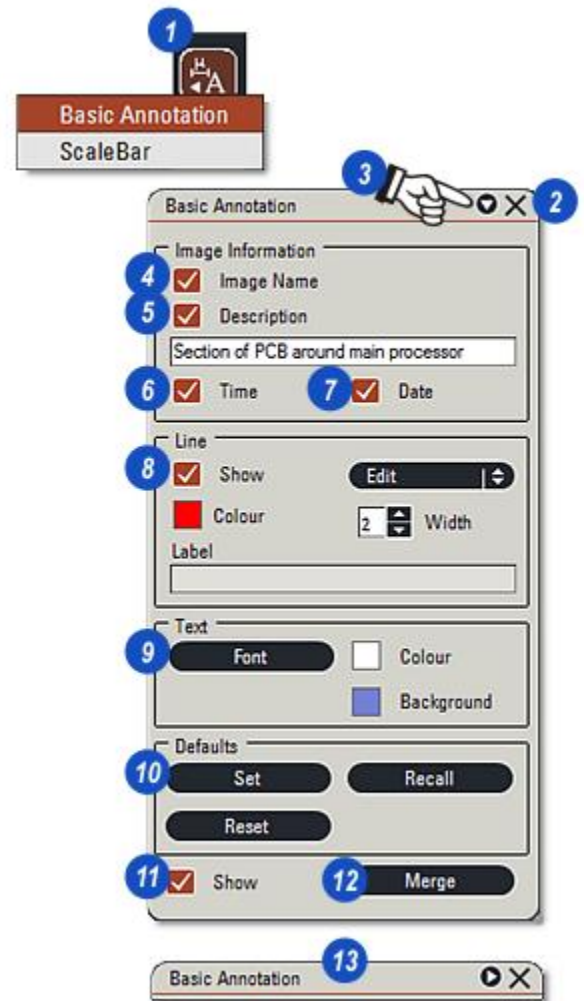 1
µ
A
Basic Annotation
ScaleBar
3
Basic Annotation
2
Image Information
4 Image Name
5 Description
Section of PCB around main processor
6 Time 7 Date
Line
8 Show Edit
Colour 2 Width
Label
Text
9 Font Colour
Background
Defaults
10 Set Recall
Reset
11 Show 12 Merge
13
Basic Annotation